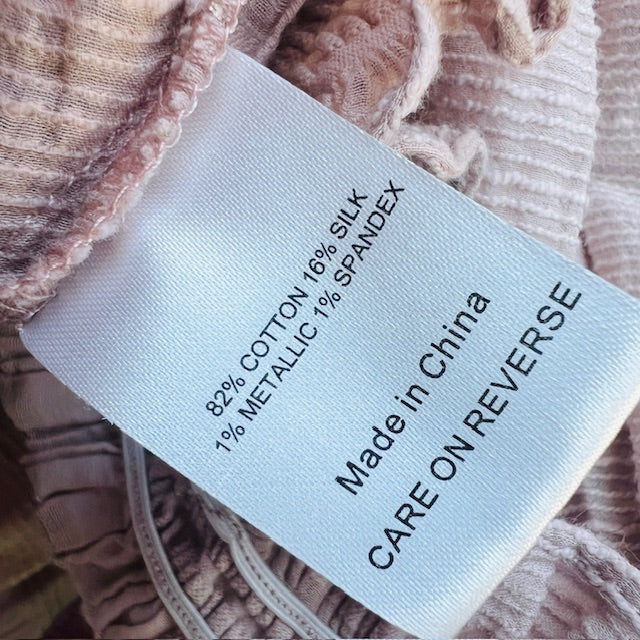 82% COTTON 16% SILK
1% METALLIC 1% SPANDEX
Made in China
CARE ON REVERSE